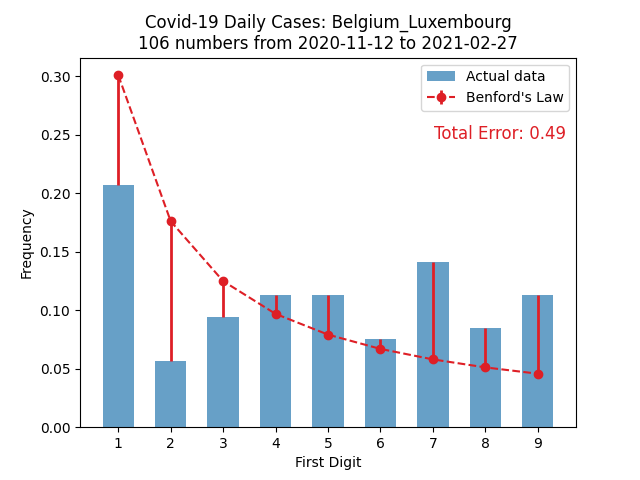 Covid-19 Daily Cases: Belgium_Luxembourg
106 numbers from 2020-11-12 to 2021-02-27
Actual data
Benford's Law
Total Error: 0.49
Frequency
0.30
0.25
0.20
0.15
0.10
0.05
0.00
1 2 3 4 5 6 7 8 9
First Digit